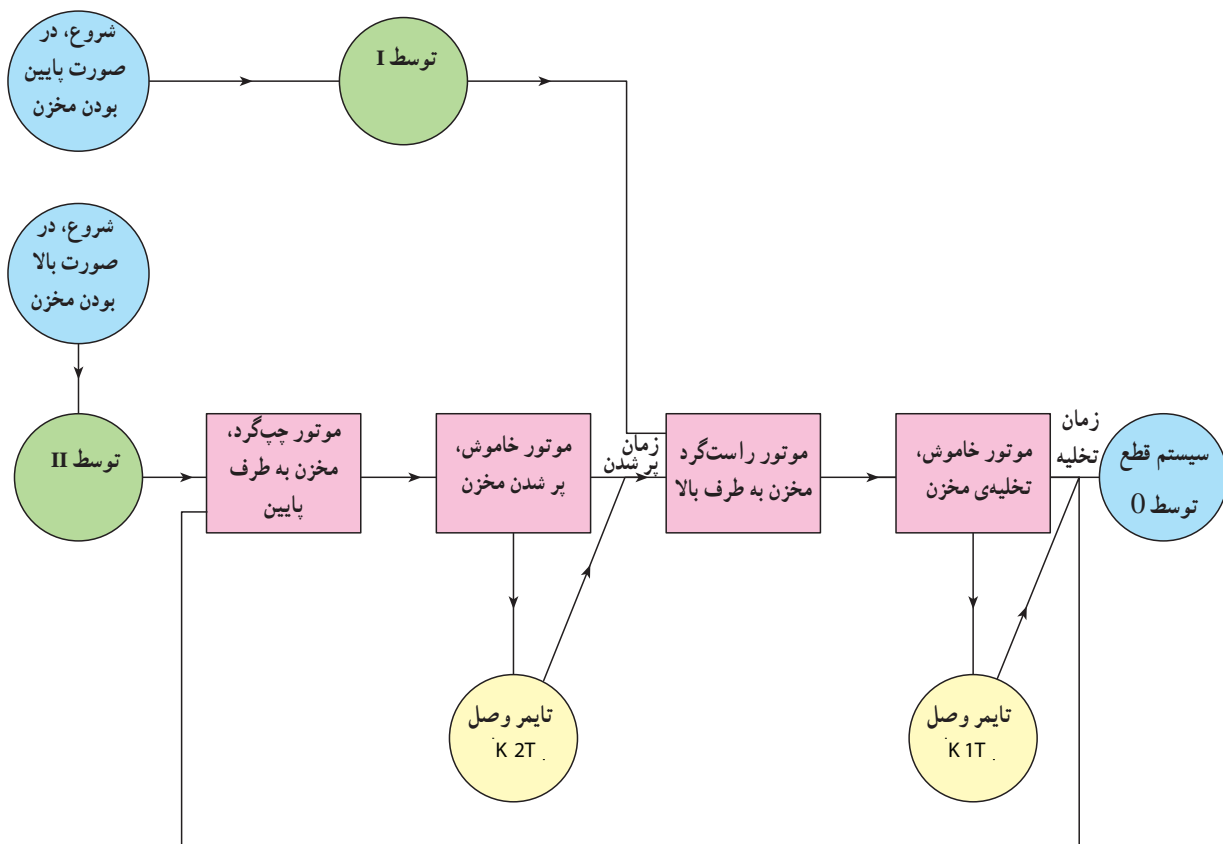 شروع، در
صورت پایین
بودن مخزن
توسط I
شروع، در
صورت بالا
بودن مخزن
توسط II
موتور چپ‌گرد،
مخزن به طرف
پایین
موتور خاموش،
پر شدن مخزن
زمان
پر شدن
موتور راست‌گرد
مخزن به طرف بالا
موتور خاموش،
تخلیه‌ی مخزن
زمان
تخلیه
سیستم قطع
توسط 0
تایمر وصل
K 2T
تایمر وصل
K 1T